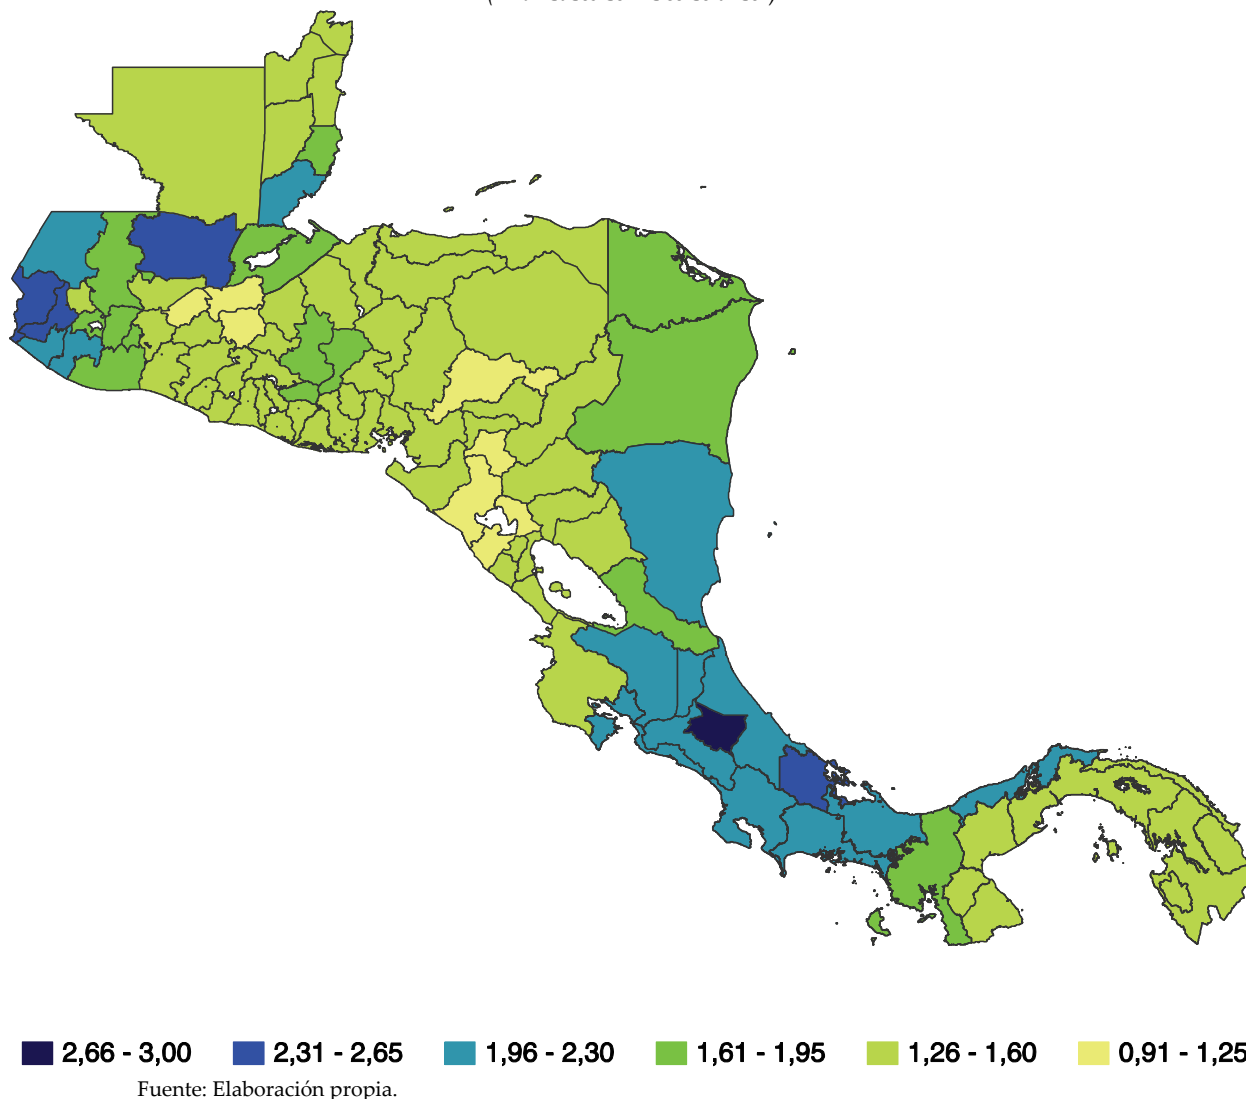 2,66 - 3,00 2,31 - 2,65 1,96 - 2,30 1,61 - 1,95 1,26 - 1,60 0,91 - 1,25
Fuente: Elaboración propia.